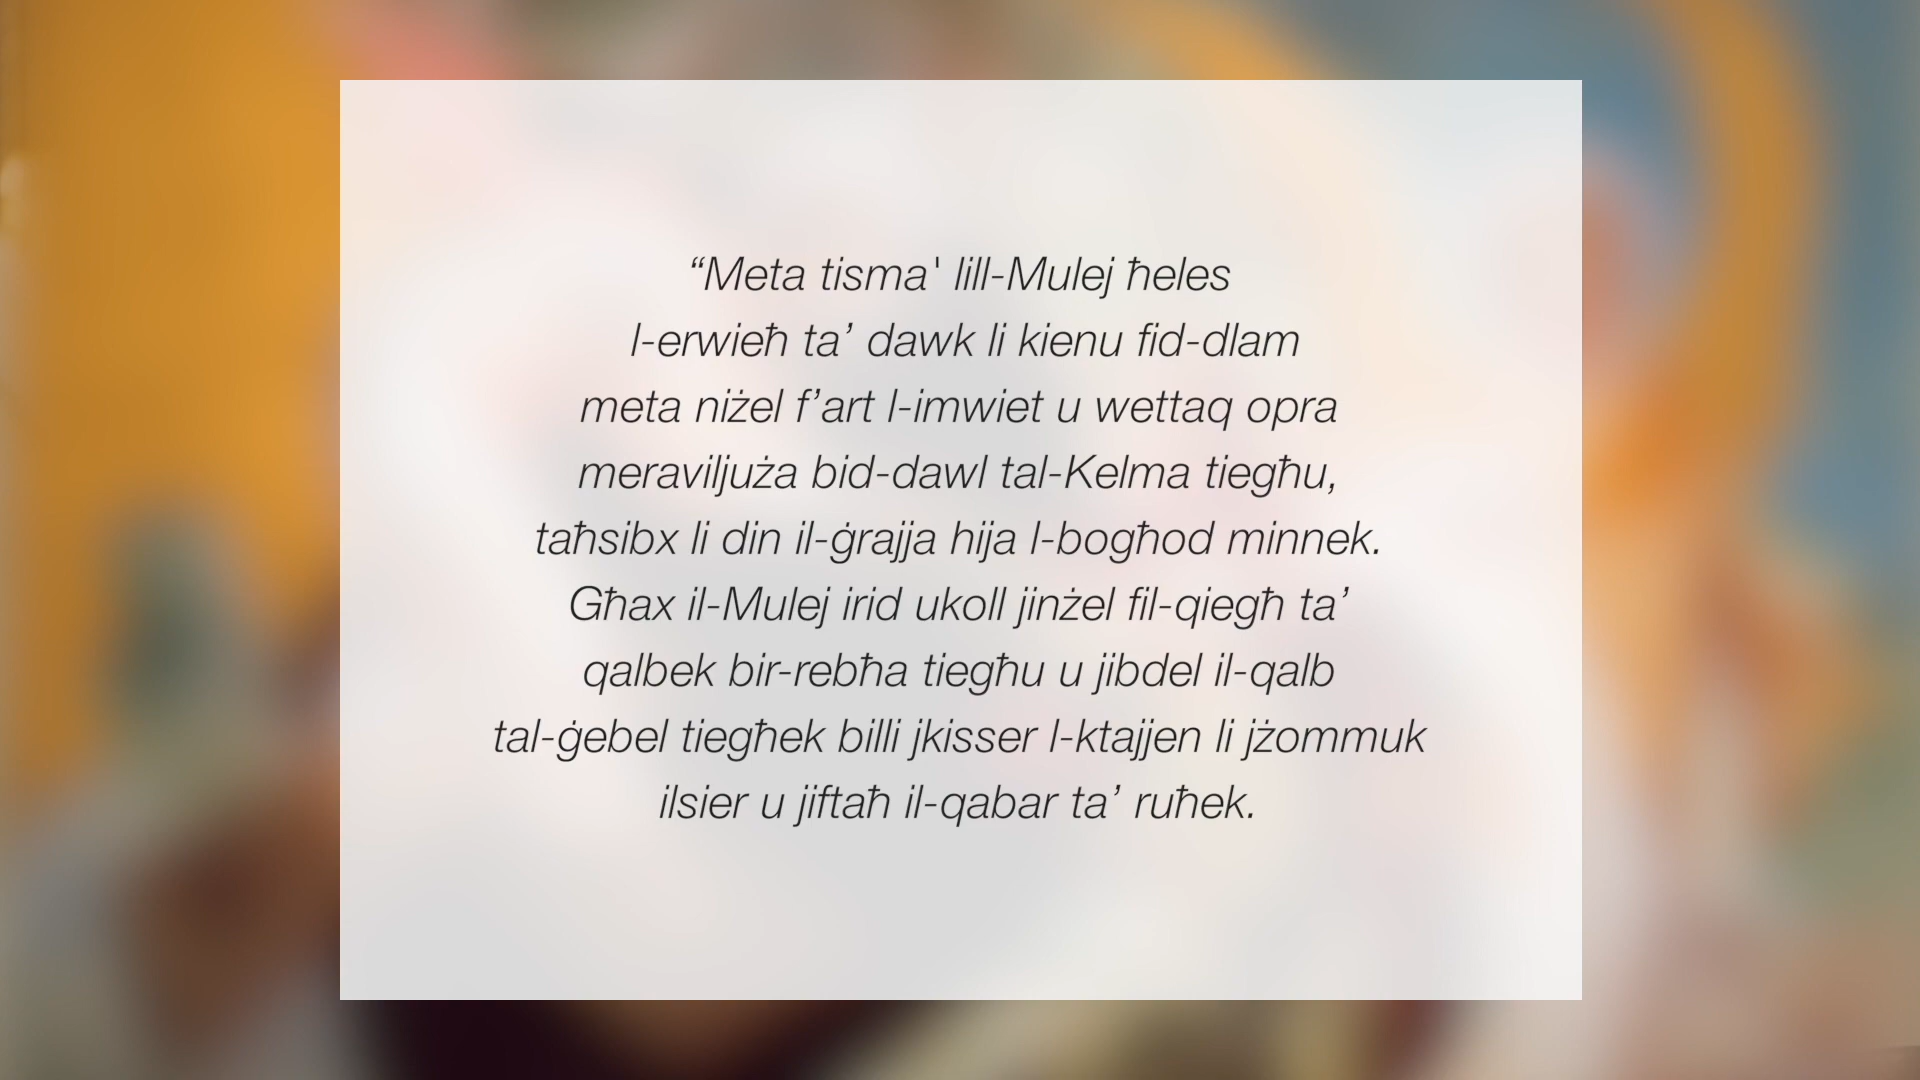 “Meta tisma' lill-Mulej ħeles
l-erwieħ ta’ dawk li kienu fid-dlam
meta niżel f’art l-imwiet u wettaq opra
meraviljuża bid-dawl tal-Kelma tiegħu,
taħsibx li din il-ġrajja hija l-bogħod minnek.
Għax il-Mulej irid ukoll jinżel fil-qiegħ ta’
qalbek bir-rebħa tiegħu u jibdel il-qalb
tal-ġebel tiegħek billi jkisser l-ktajjen li jżommuk
ilsier u jiftaħ il-qabar ta’ ruħek.